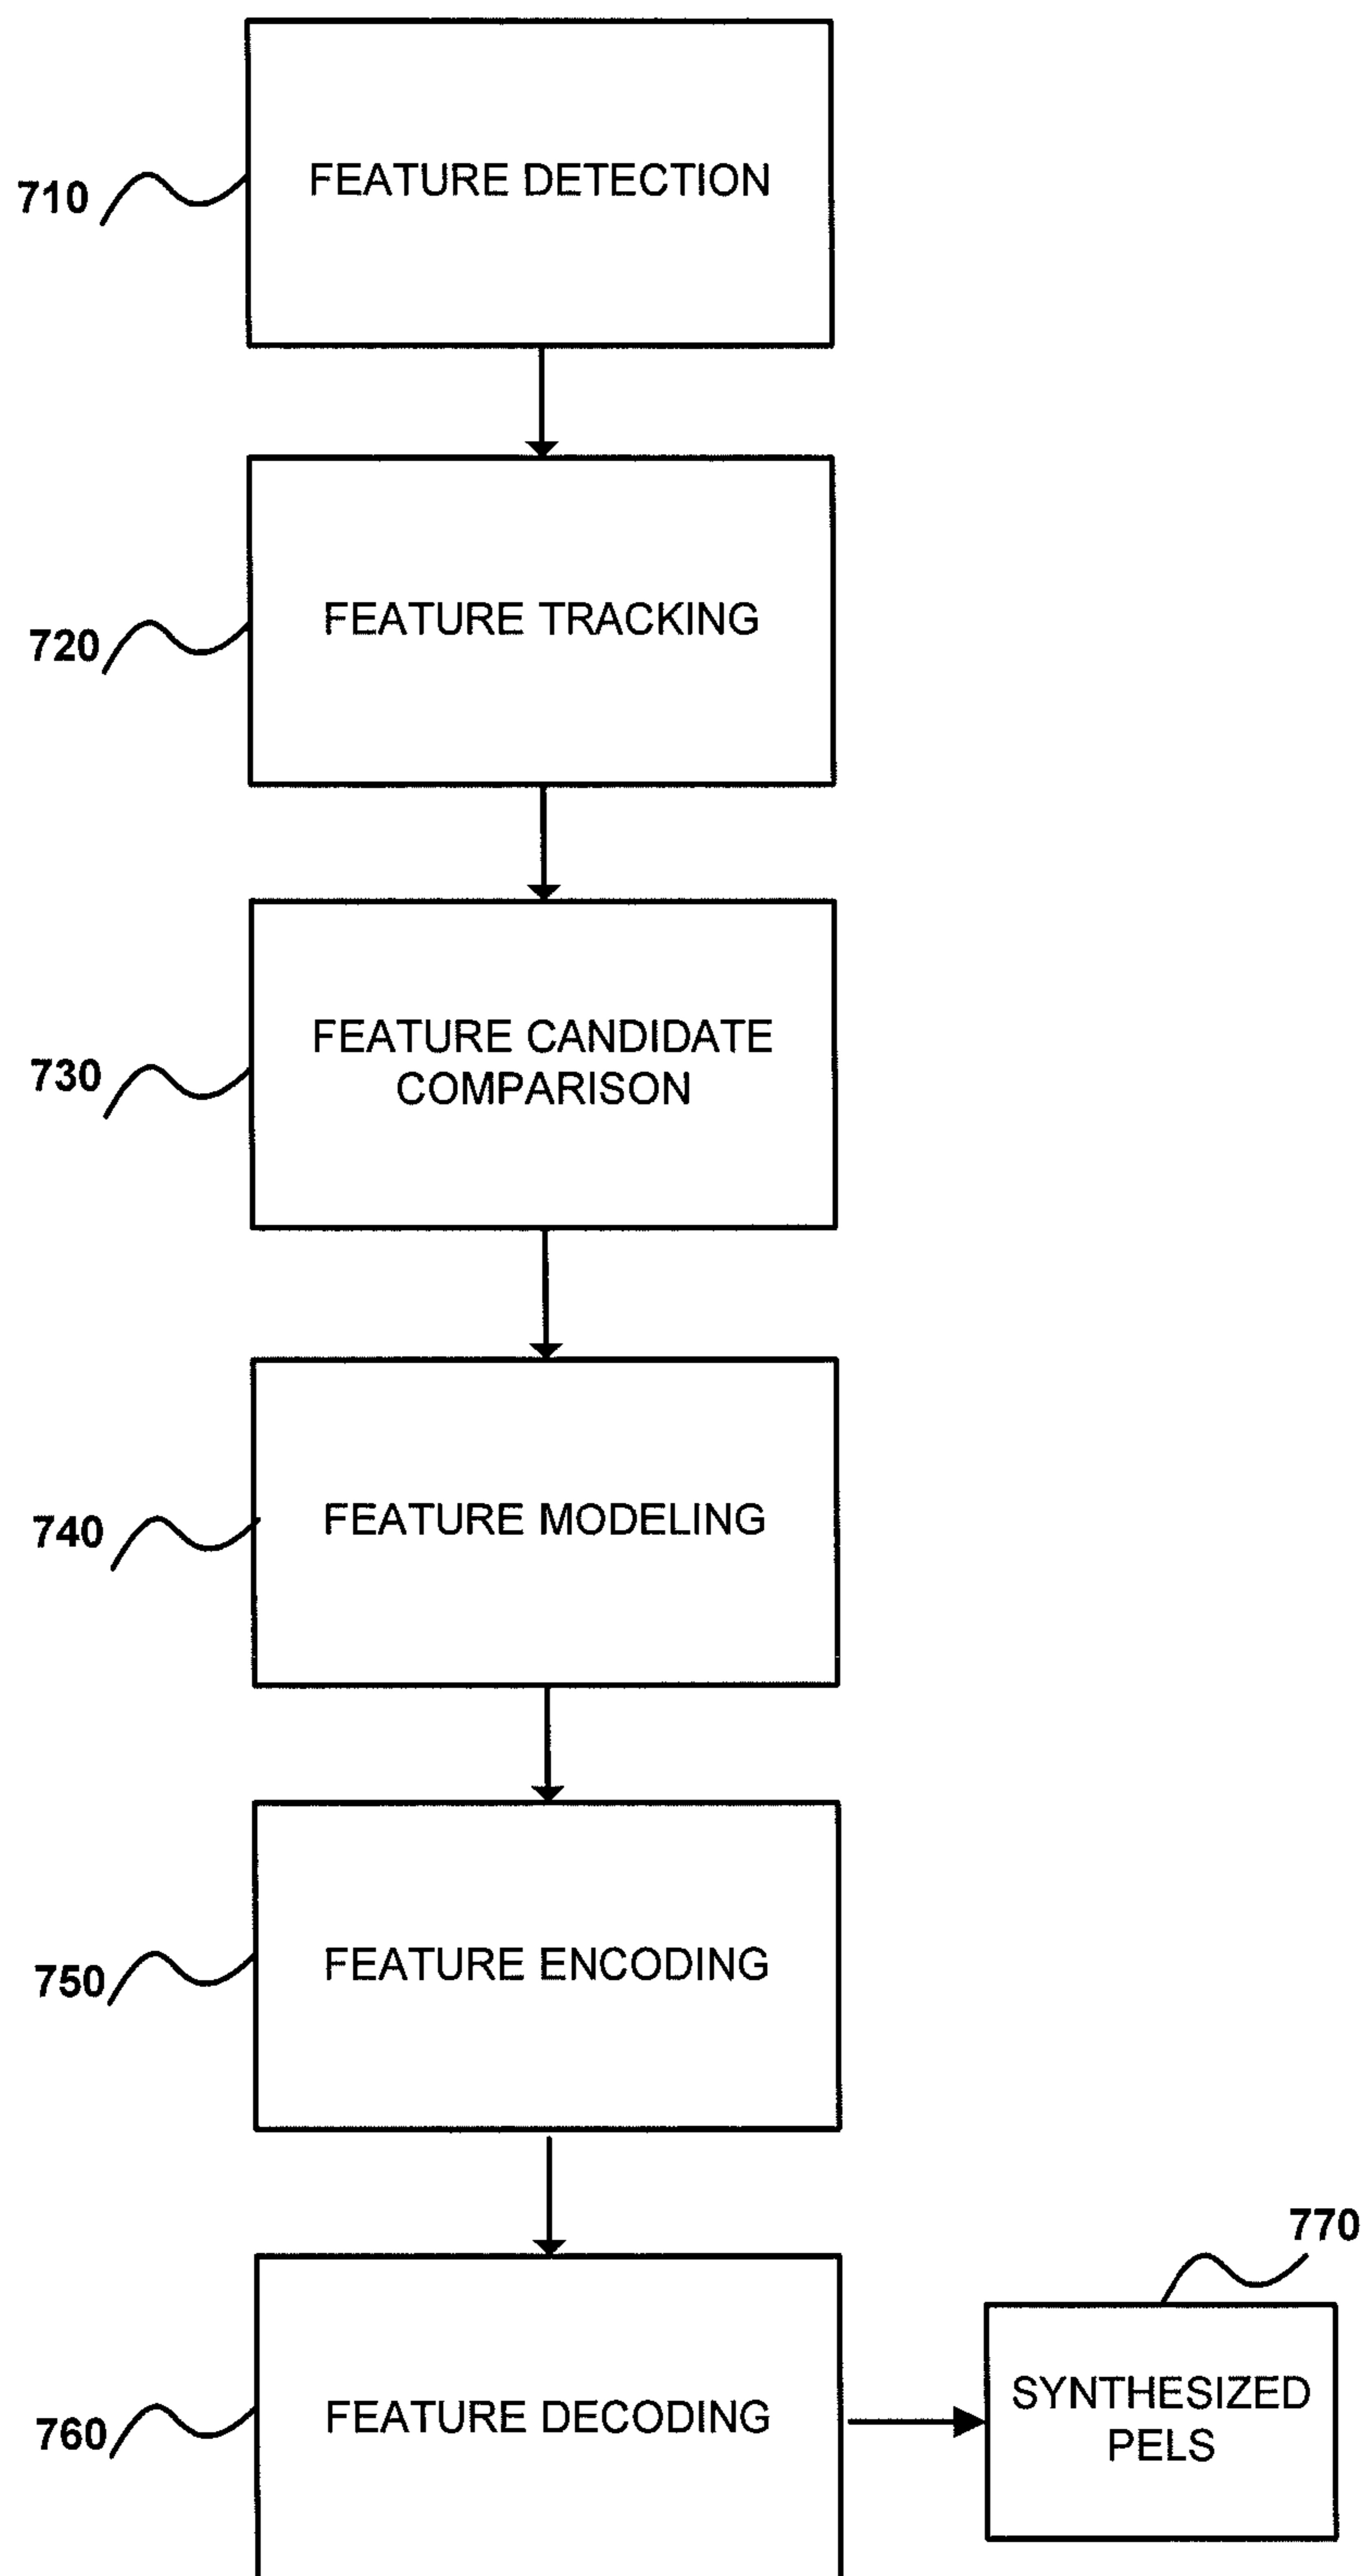 710
FEATURE DETECTION
720
FEATURE TRACKING
730
FEATURE CANDIDATE
COMPARISON
740
FEATURE MODELING
750
FEATURE ENCODING
760
FEATURE DECODING
770
SYNTHESIZED
PELS